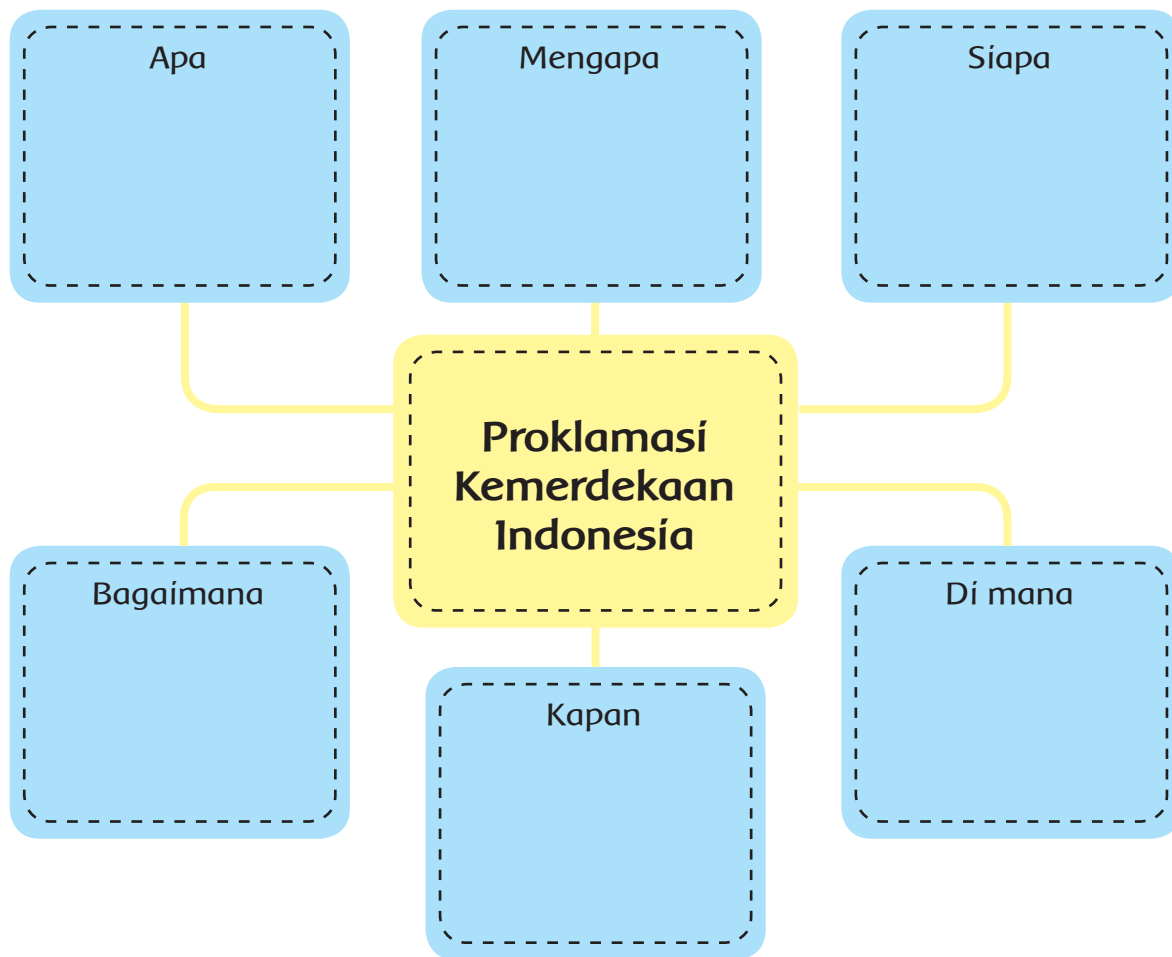 Apa
Mengapa
Siapa
Proklamasi
Kemerdekaan
Indonesia
Bagaimana
Di mana
Kapan